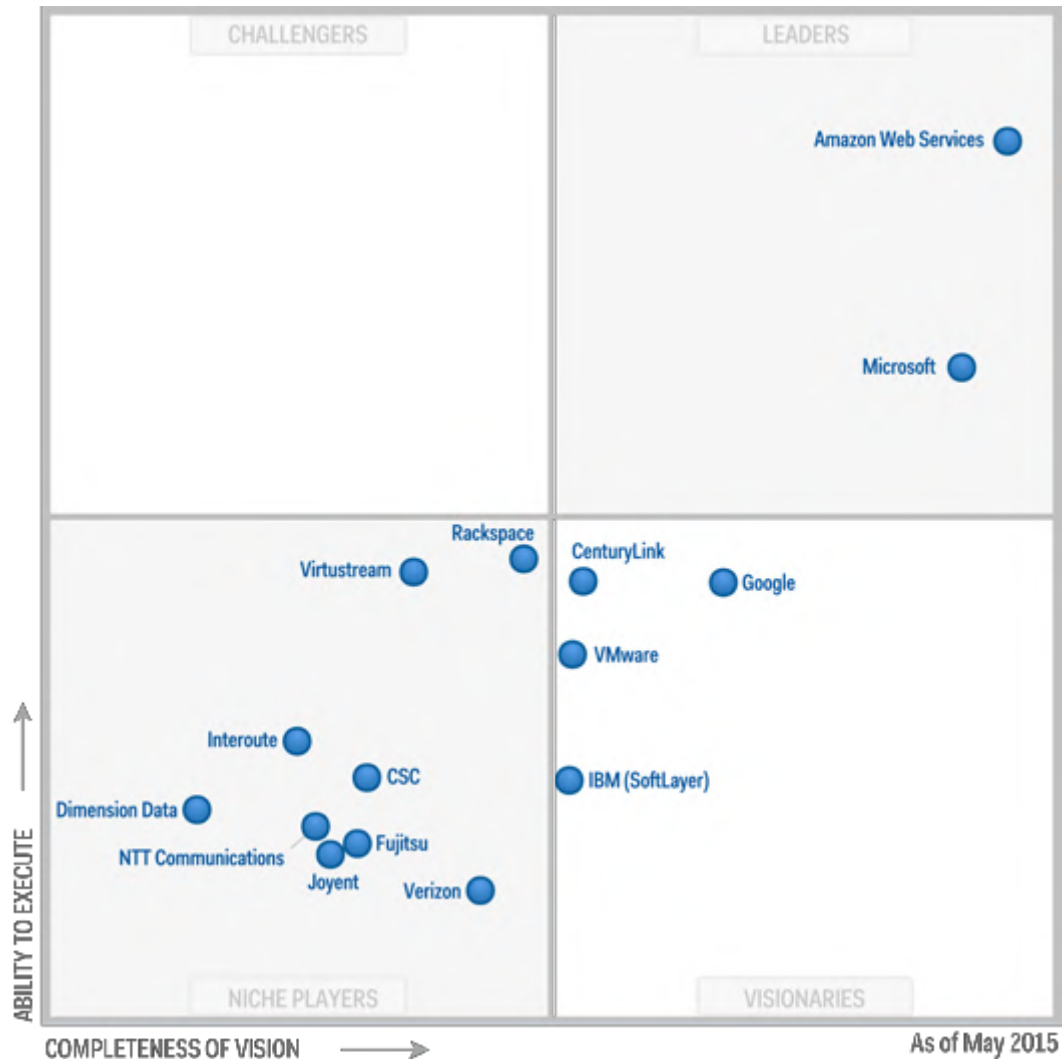 CHALLENGERS
LEADERS
Amazon Web Services
Microsoft
Rackspace
Virtustream
CenturyLink
Google
VMware
Interoute
CSC
IBM (SoftLayer)
Dimension Data
NTT Communications
Fujitsu
Joyent
Verizon
NICHE PLAYERS
VISIONARIES
ABILITY TO EXECUTE
COMPLETENESS OF VISION
As of May 2015